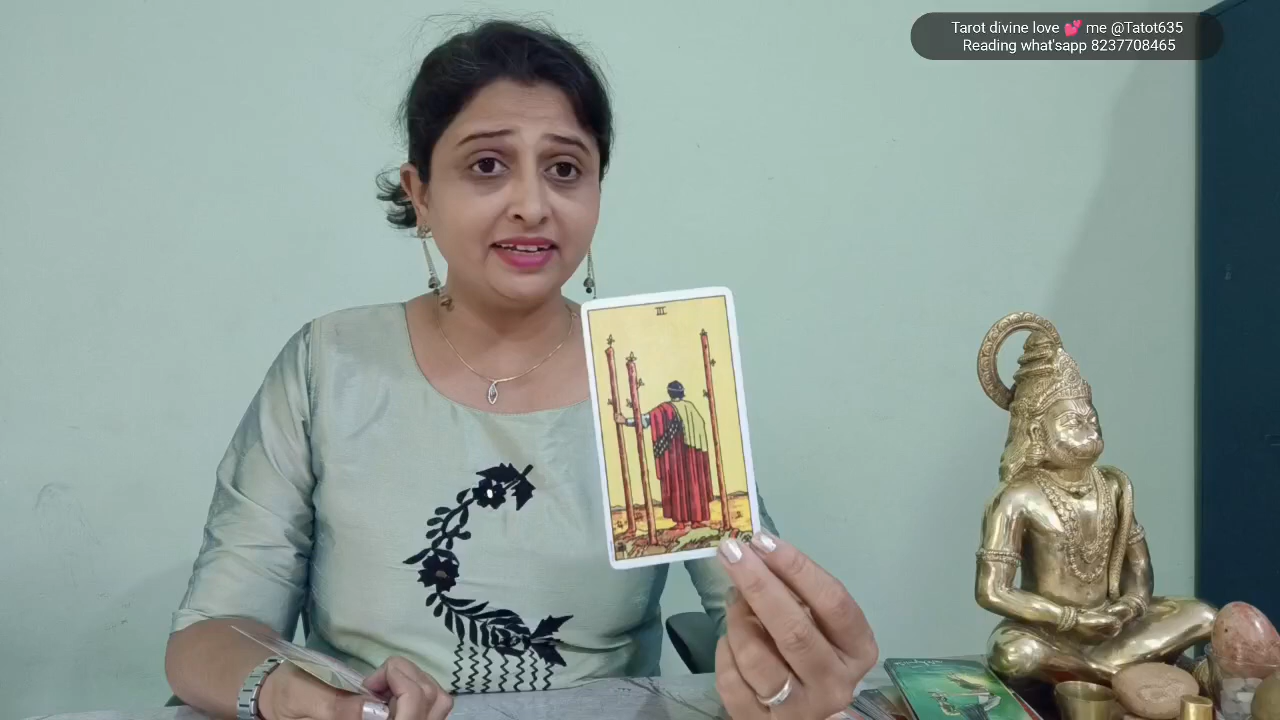 Tarot divine love 💕 me @Tatot635
Reading what'sapp 8237708465
III